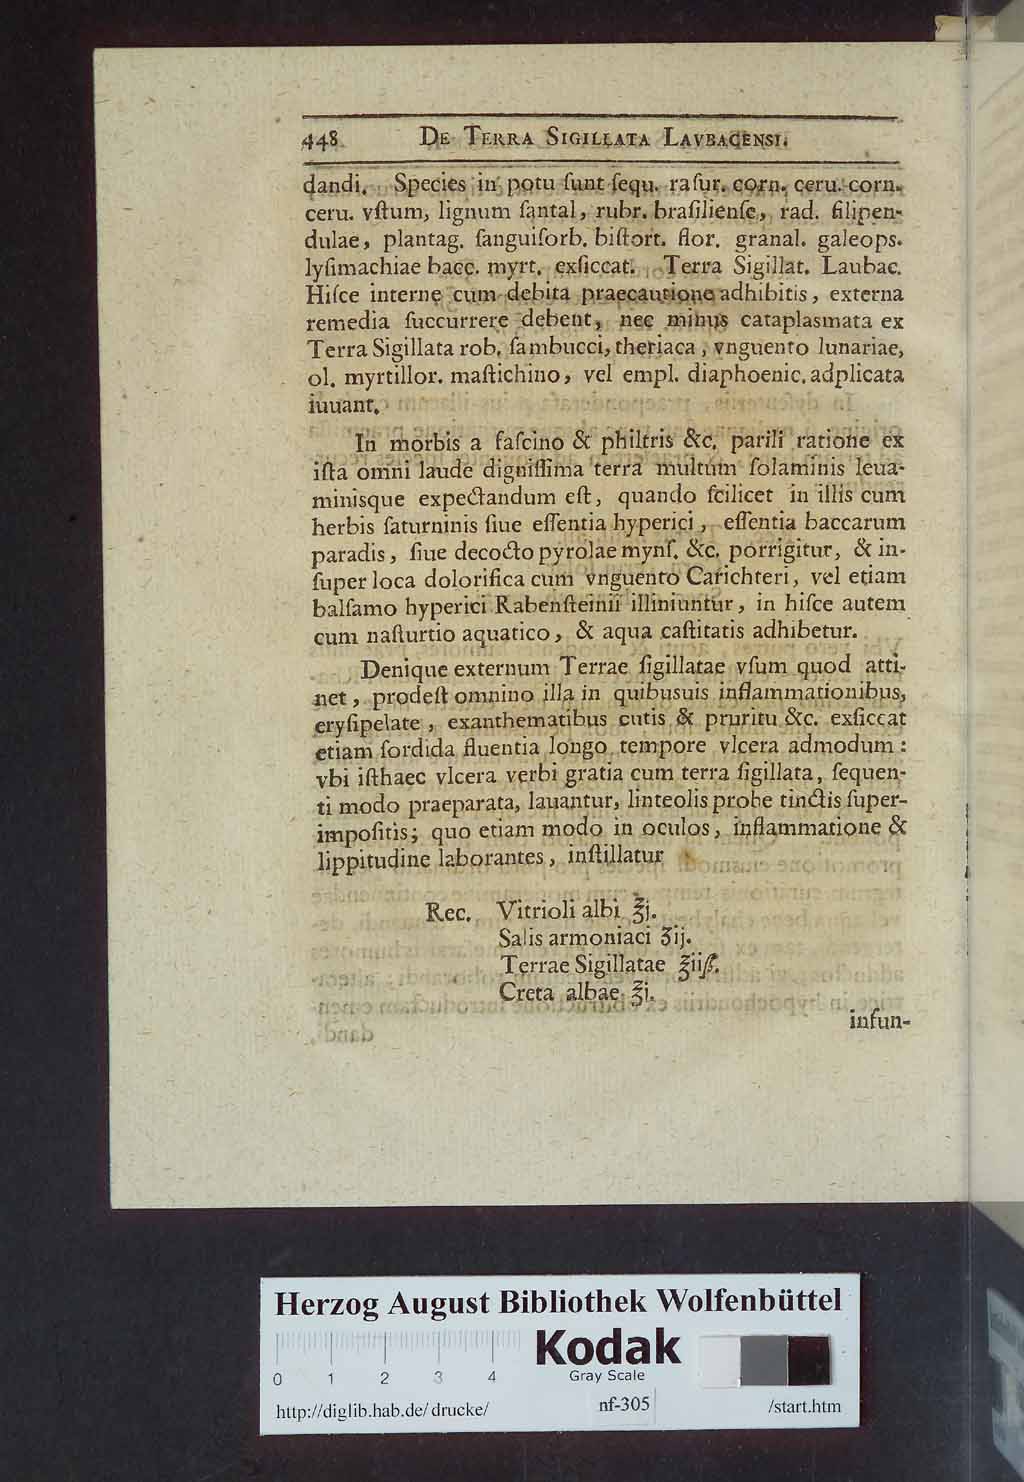 448 De Terra Sigillata Lavbacensi.
dandi. Species in potu ſunt ſequ. raſur. corn. ceru. corn.
ceru. vſtum, lignum ſantal, rubr. braſilienſe, rad. filipen-
dulae, plantag. ſanguiſorb. biſtort. flor. granal. galeops.
lyſimachiae bacc. myrt. exſiccat. Terra Sigillat. Laubac.
Hiſce interne cum debita praecautione adhibitis, externa
remedia ſuccurrere debent, nec minus cataplasmata ex
Terra Sigillata rob. ſambucci, theriaca, vnguento lunariae,
ol. myrtillor. maſtichino, vel empl. diaphoenic. adplicata
iuuant.
In morbis a faſcino & philtris &c. parili ratione ex
iſta omni laude digniſſima terra multum ſolaminis leua-
minisque expectandum eſt, quando ſcilicet in illis cum
herbis ſaturninis ſiue eſſentia hyperici, eſſentia baccarum
paradis, ſiue decocto pyrolae mynſ. &c. porrigitur, & in-
ſuper loca dolorifica cum vnguento Carichteri, vel etiam
balſamo hyperici Rabenſteinii illiniuntur, in hiſce autem
cum naſturtio aquatico, & aqua caſtitatis adhibetur.
Denique externum Terrae ſigillatae vſum quod atti-
net, prodeſt omnino illa in quibusuis inflammationibus,
eryſipelate, exanthematibus cutis & pruritu &c. exſiccat
etiam ſordida fluentia longo tempore vlcera admodum:
vbi iſthaec vlcera verbi gratia cum terra ſigillata, ſequen-
ti modo praeparata, lauantur, linteolis probe tinctis ſuper-
impoſitis; quo etiam modo in oculos, inflammatione &
lippitudine laborantes, inſtillatur
Rec. Vitrioli albi ℥j.
Salis armoniaci ʒij.
Terrae Sigillatae ℥iiß.
Creta albae ℥i.
infun-
Herzog August Bibliothek Wolfenbüttel
Kodak
Gray Scale
0 1 2 3 4
http://diglib.hab.de/drucke/ nf-305 /start.htm